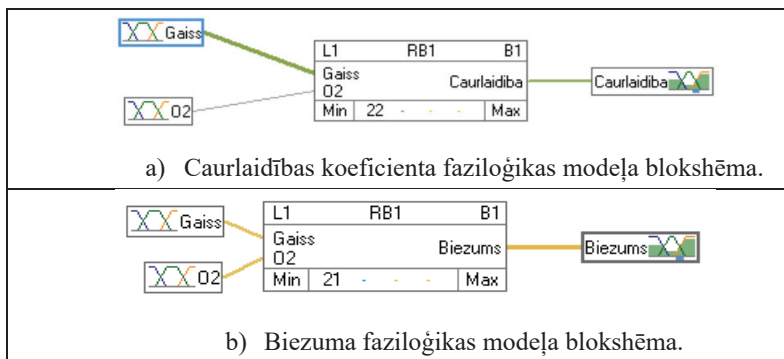 Gaiss
L1 RB1 B1
Gaiss
O2
Caurlaidiba
Caurlaidiba
O2
Min 22 - - - Max
a) Caurlaidības koeficienta faziloģikas modeļa blokshēma.
Gaiss
L1 RB1 B1
Gaiss
O2
Biezums
Biezums
O2
Min 21 - - - - Max
b) Biezuma faziloģikas modeļa blokshēma.